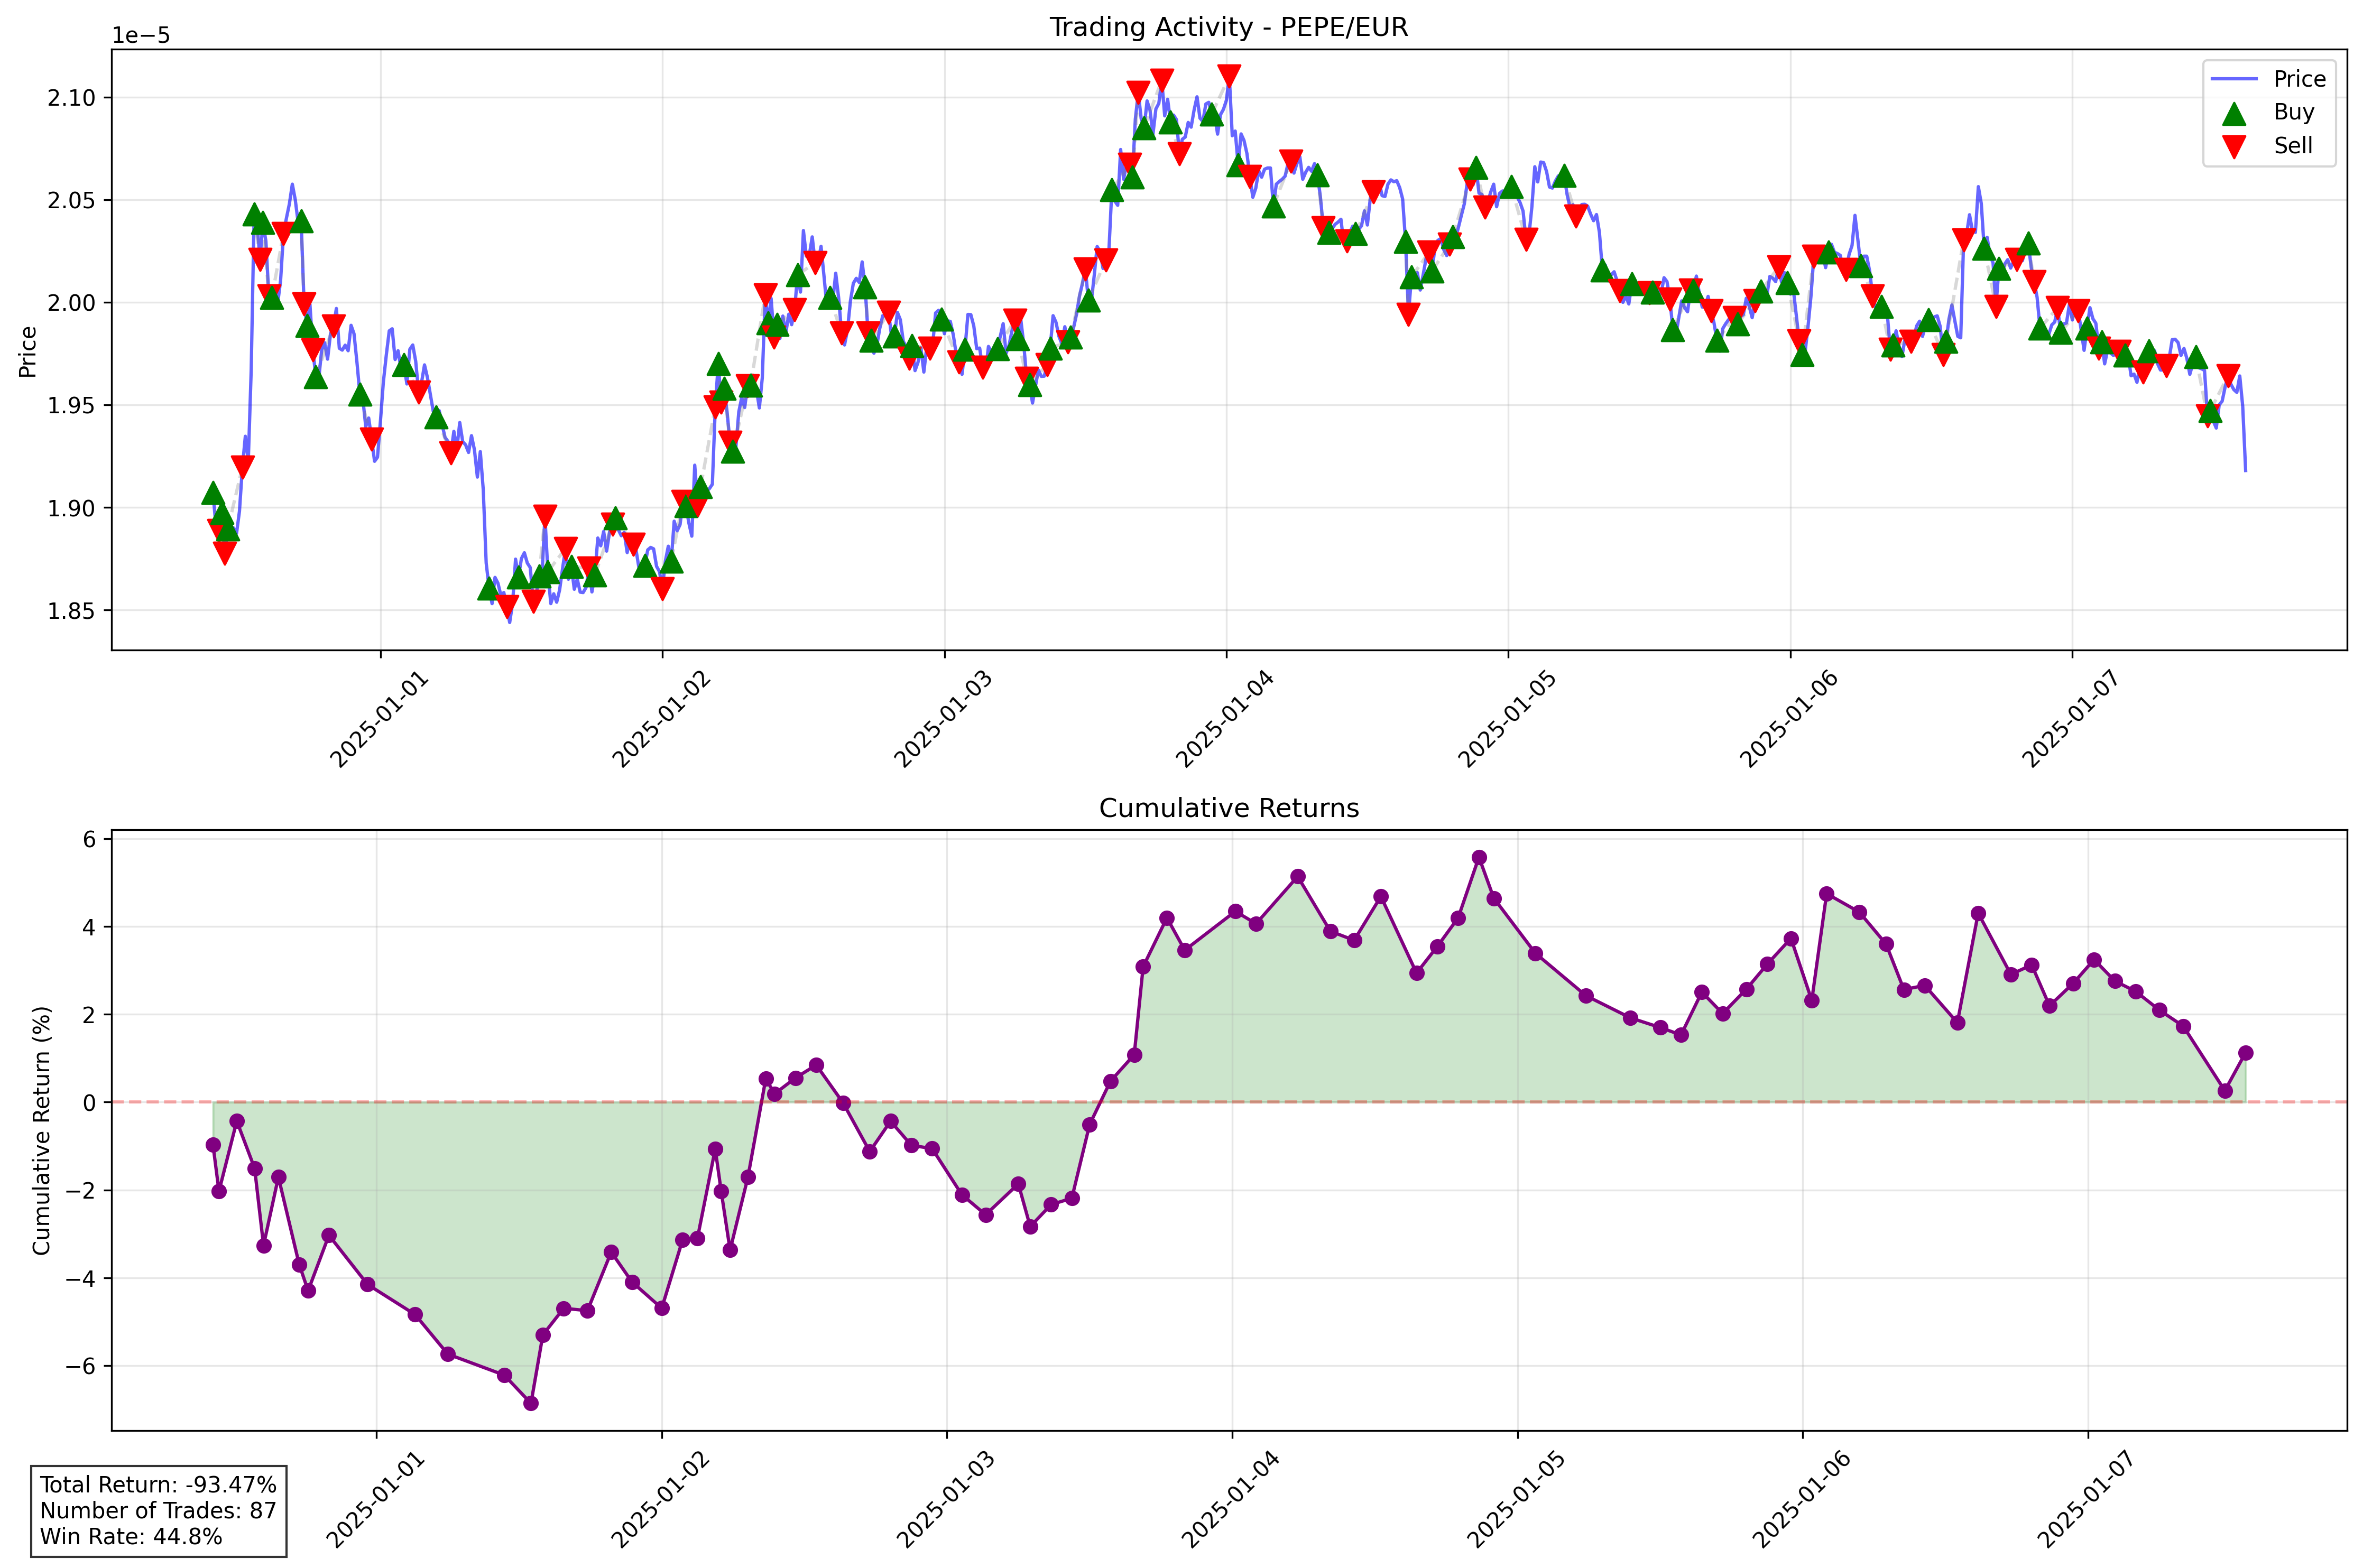 Trading Activity - PEPE/EUR
1e−5
Price
2.10
2.05
2.00
1.95
1.90
1.85
Price
Buy
Sell
2025-01-01
2025-01-02
2025-01-03
2025-01-04
2025-01-05
2025-01-06
2025-01-07
Cumulative Returns
Cumulative Return (%)
6
4
2
0
−2
−4
−6
2025-01-01
2025-01-02
2025-01-03
2025-01-04
2025-01-05
2025-01-06
2025-01-07
Total Return: -93.47%
Number of Trades: 87
Win Rate: 44.8%